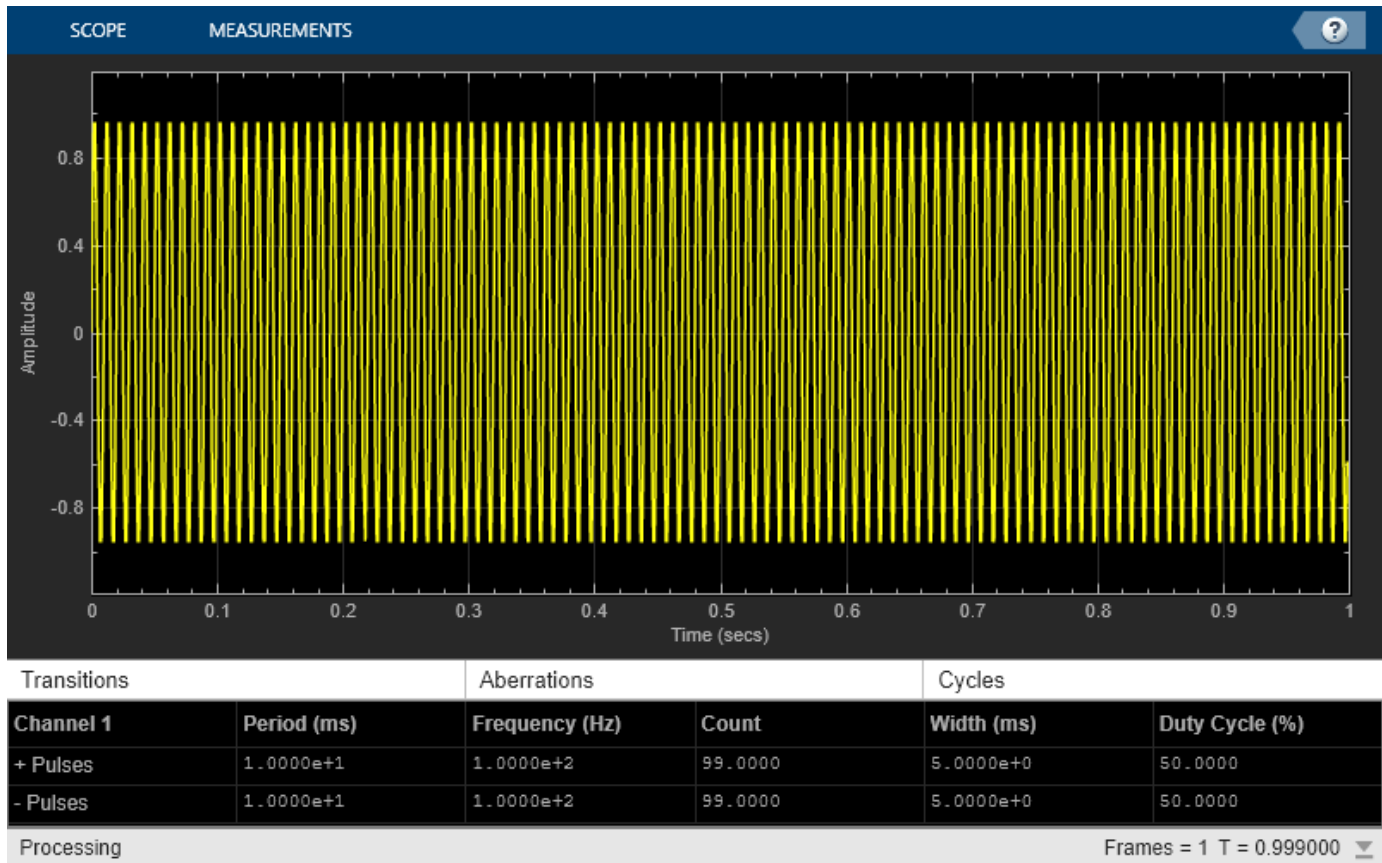 SCOPE MEASUREMENTS ?
0.8
0.4
0
-0.4
-0.8
Amplitude
0 0.1 0.2 0.3 0.4 0.5 0.6 0.7 0.8 0.9 1
Time (secs)
Transitions Aberrations Cycles
Channel 1 Period (ms) Frequency (Hz) Count Width (ms) Duty Cycle (%)
+ Pulses 1.0000e+1 1.0000e+2 99.0000 5.0000e+0 50.0000
- Pulses 1.0000e+1 1.0000e+2 99.0000 5.0000e+0 50.0000
Processing Frames = 1 T = 0.999000